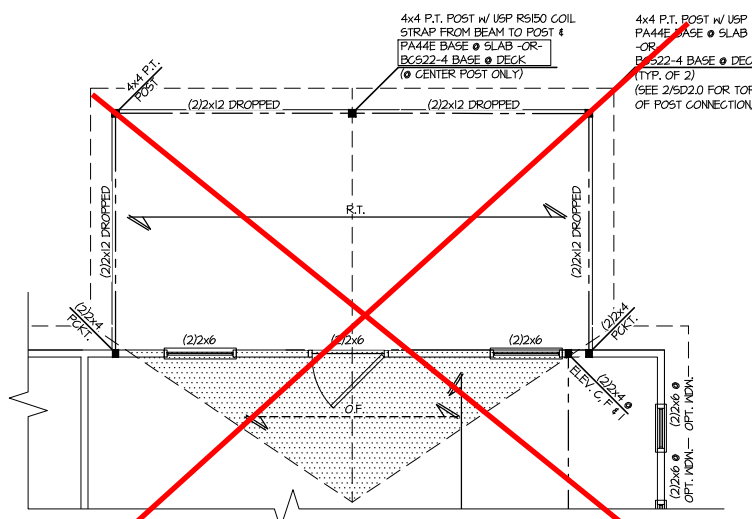 4x4 P.T. POST W/ USP RS150 COIL
STRAP FROM BEAM TO POST &
PA44E BASE @ SLAB -OR-
BCS22-4 BASE @ DECK
(@ CENTER POST ONLY)
4x4 P.T. POST W/ USP
PA44E BASE @ SLAB
-OR-
BCS22-4 BASE @ DECK
(TYP. OF 2)
(SEE 2/SD2.0 FOR TOP
OF POST CONNECTION
4x4 P.T.
POST
(2)2x12 DROPPED
(2)2x12 DROPPED
(2)2x12 DROPPED
(2)2x12 DROPPED
R.T.
(2)2x4
PCKT.
(2)2x4
PCKT.
(2)2x6
(2)2x6
(2)2x6
(2)2x4 @
ELEV. C, F & I
O.F.
(2)2x6 @
OPT. WDW.
(2)2x6 @
OPT. WDW.